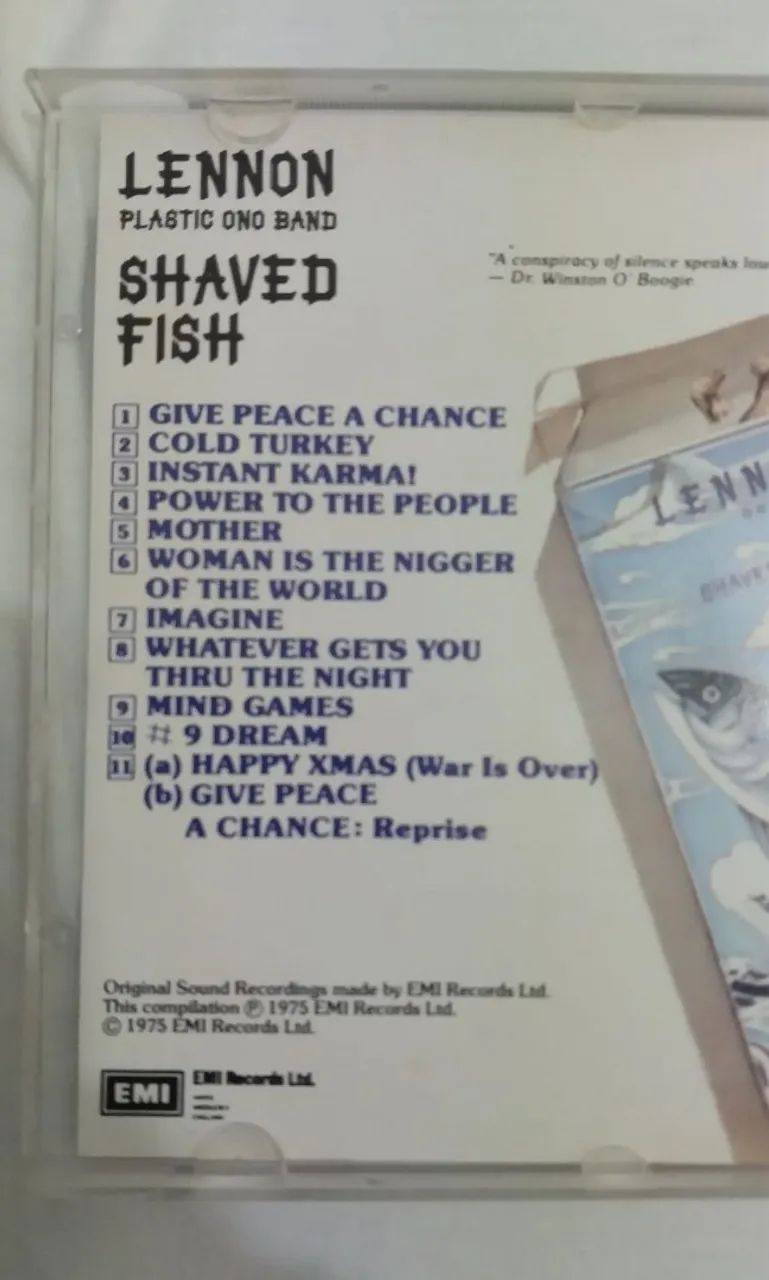 LENNON
PLASTIC ONO BAND
SHAVED
FISH
"A conspiracy of silence speaks
— Dr. Winston O' Boogie
1 GIVE PEACE A CHANCE
2 COLD TURKEY
3 INSTANT KARMA!
4 POWER TO THE PEOPLE
5 MOTHER
6 WOMAN IS THE NIGGER
OF THE WORLD
7 IMAGINE
8 WHATEVER GETS YOU
THRU THE NIGHT
9 MIND GAMES
10 # 9 DREAM
11 (a) HAPPY XMAS (War Is Over)
(b) GIVE PEACE
A CHANCE: Reprise
LENN
SHAVE
Original Sound Recordings made by EMI Records Ltd.
This compilation ℗ 1975 EMI Records Ltd.
© 1975 EMI Records Ltd.
EMI
EMI Records Ltd.